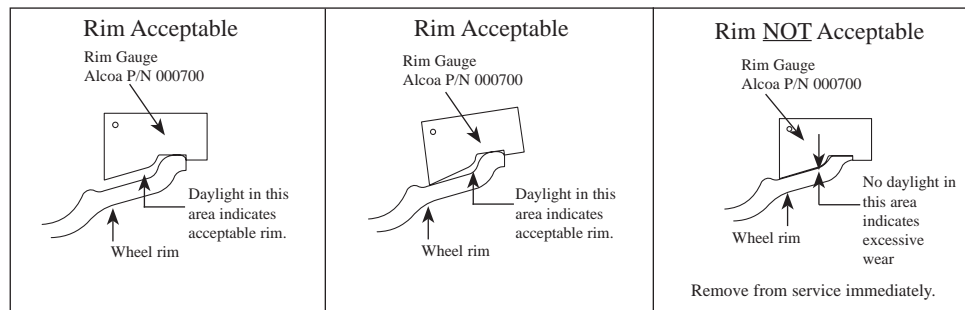 Rim Acceptable
Rim Gauge
Alcoa P/N 000700
Daylight in this
area indicates
acceptable rim.
Wheel rim
Rim Acceptable
Rim Gauge
Alcoa P/N 000700
Daylight in this
area indicates
acceptable rim.
Wheel rim
Rim NOT Acceptable
Rim Gauge
Alcoa P/N 000700
No daylight in
this area
indicates
excessive
wear
Wheel rim
Remove from service immediately.